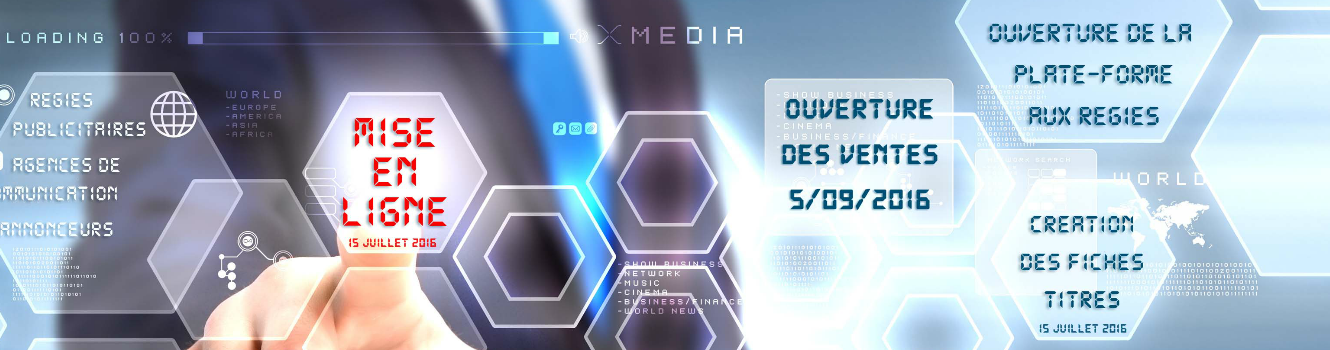 LOADING 100%
X MEDIA
REGIES
PUBLICITAIRES
AGENCES DE
MMUNICATION
ANNONCEURS
WORLD
-EUROPE
-AMERICA
-ASIA
-AFRICA
MISE
EN
LIGNE
15 JUILLET 2016
-SHOW BUSINESS
-NETWORK
-MUSIC
-CINEMA
-BUSINESS/FINANCE
-WORLD NEWS
-SHOW BUSINESS
OUVERTURE
-CINEMA
-BUSINESS/FINANCE
DES VENTES
5/09/2016
OUVERTURE DE LA
PLATE-FORME
AUX REGIES
SEARCH
WORLD
CREATION
DES FICHES
TITRES
15 JUILLET 2016